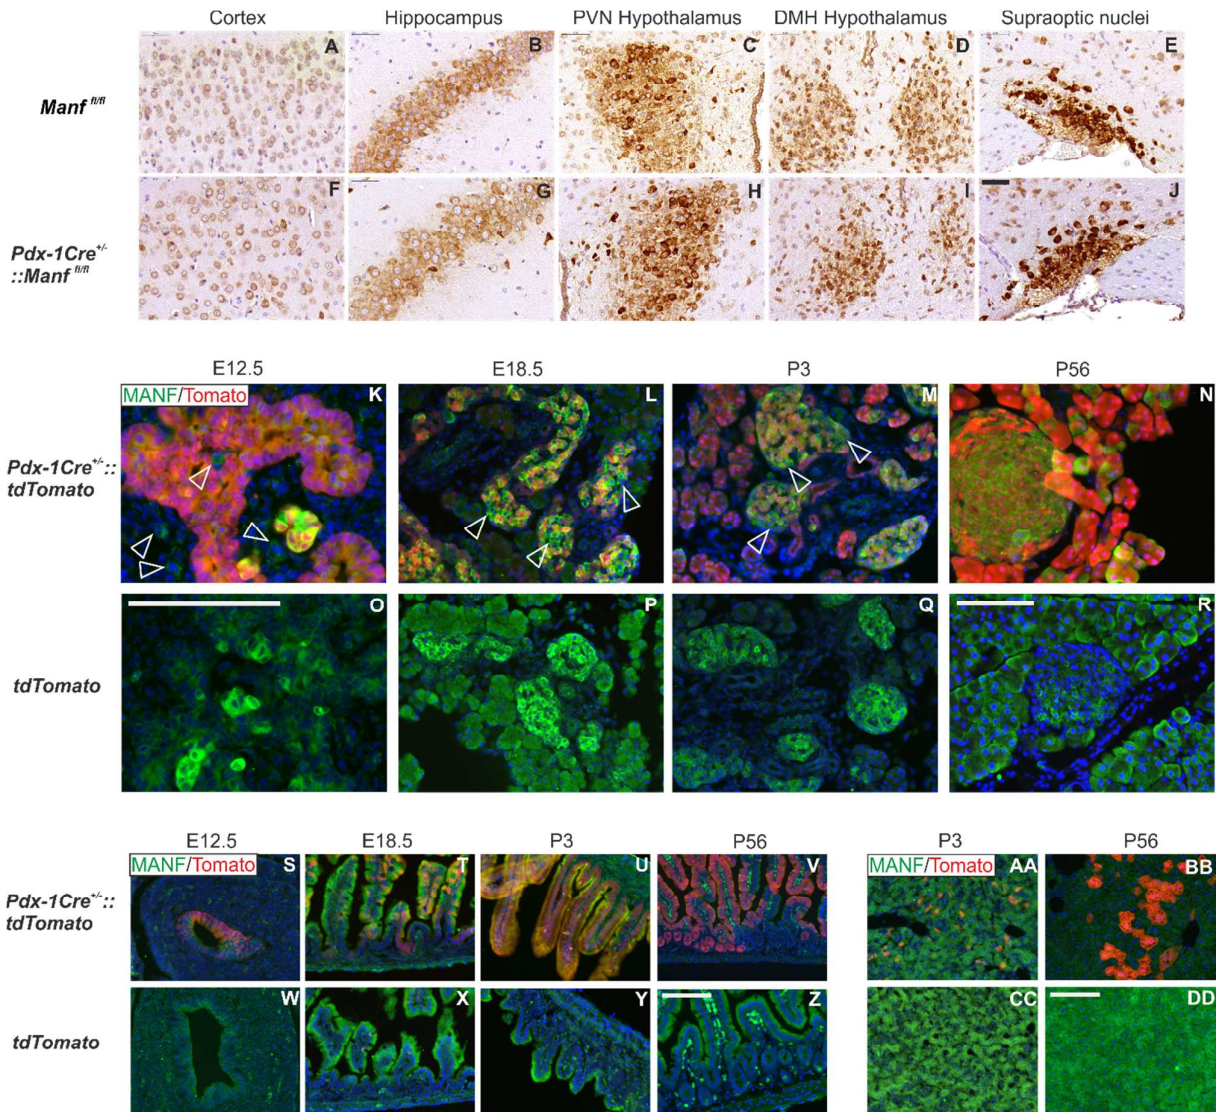 Cortex Hippocampus PVN Hypothalamus DMH Hypothalamus Supraoptic nuclei
A B C D E
Manf fl/fl
F G H I J
Pdx-1Cre+/-
::Manf fl/fl
E12.5 E18.5 P3 P56
MANF/Tomato K L M N
Pdx-1Cre+/-::
tdTomato
O P Q R
tdTomato
E12.5 E18.5 P3 P56 P3 P56
MANF/Tomato S T U V MANF/Tomato AA BB
Pdx-1Cre+/-::
tdTomato
W X Y Z CC DD
tdTomato